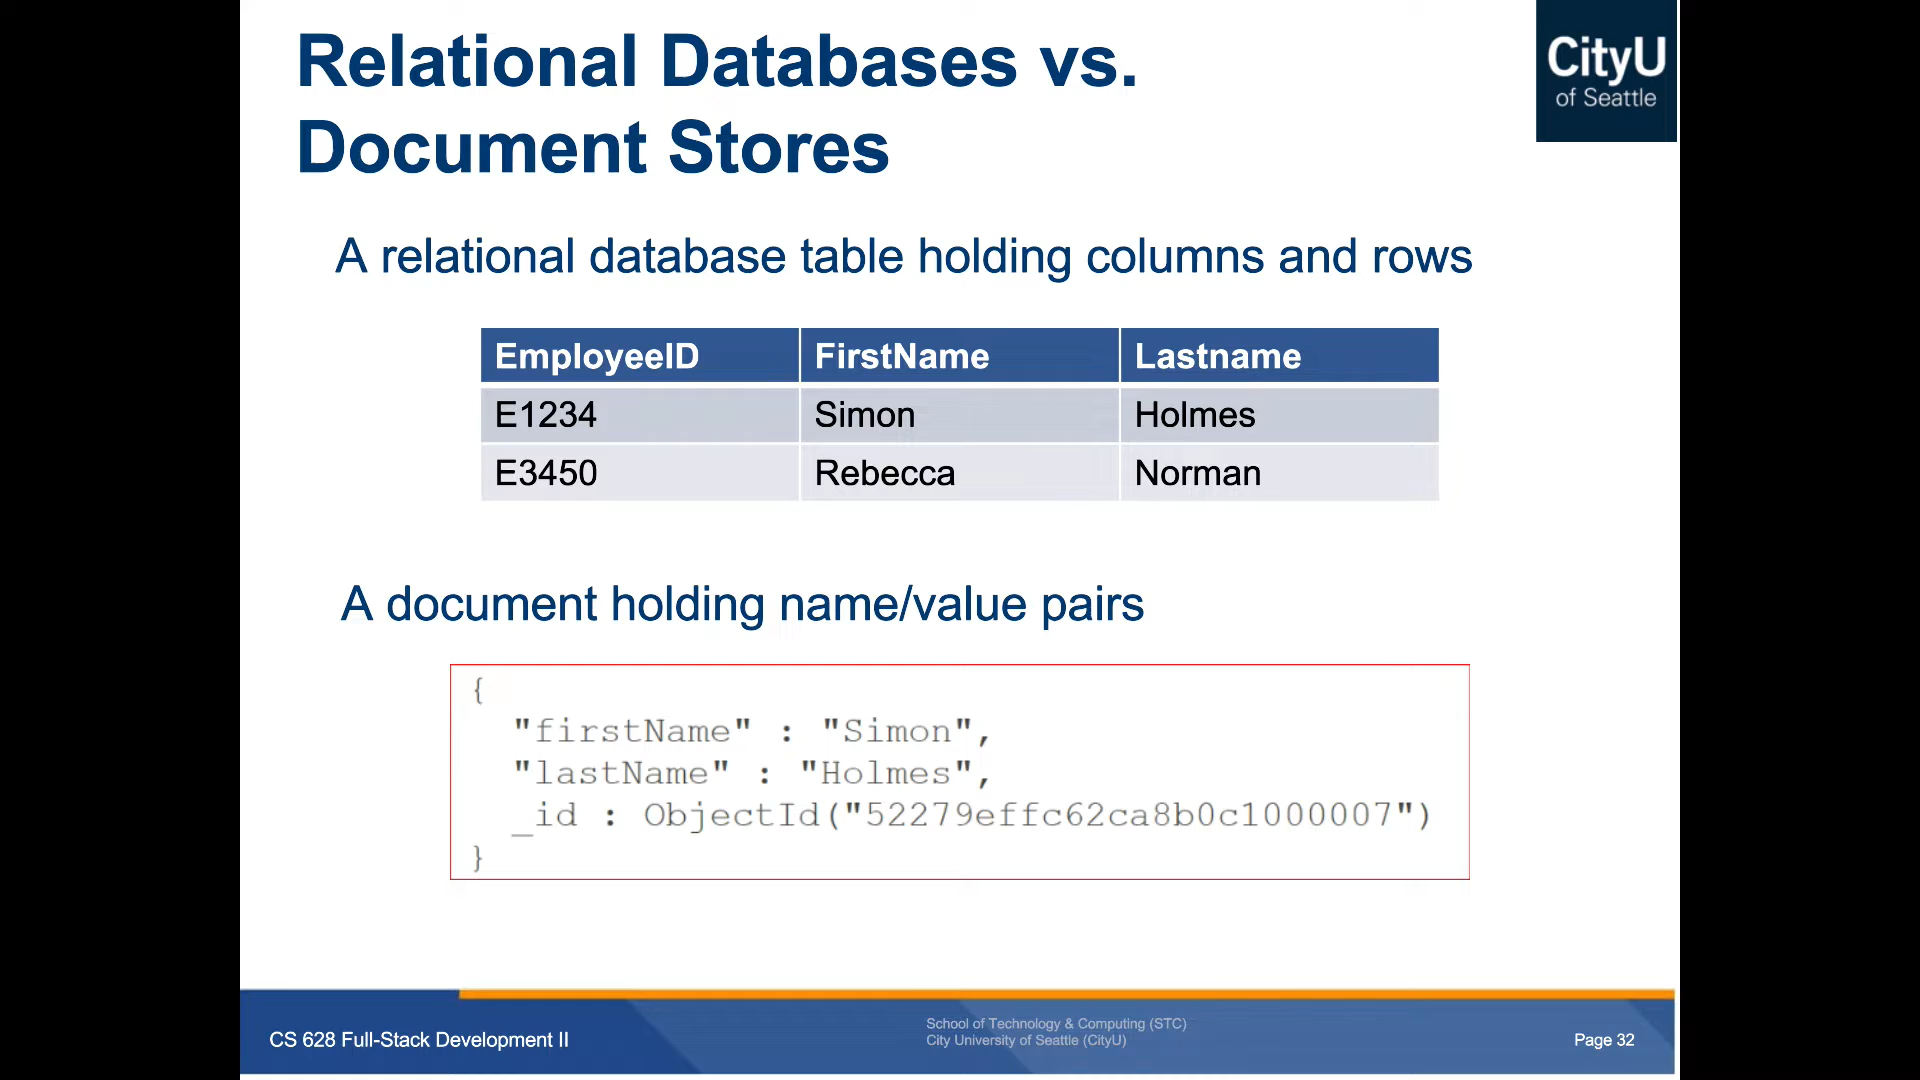 Relational Databases vs.
Document Stores
CityU
of Seattle
A relational database table holding columns and rows
EmployeeID FirstName Lastname
E1234 Simon Holmes
E3450 Rebecca Norman
A document holding name/value pairs
{
"firstName" : "Simon",
"lastName" : "Holmes",
_id : ObjectId("52279effc62ca8b0c1000007")
}
CS 628 Full-Stack Development II
School of Technology & Computing (STC)
City University of Seattle (CityU)
Page 32